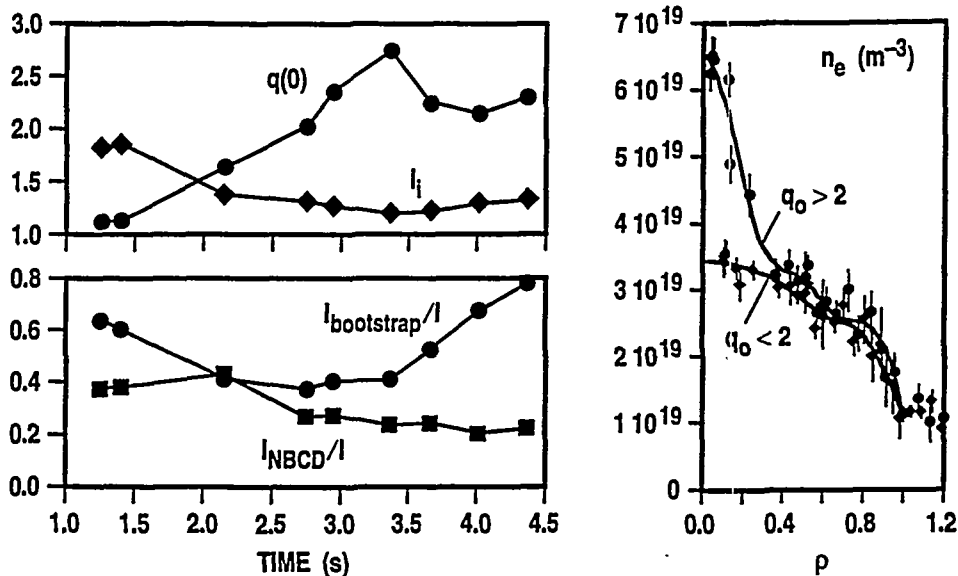 3.0
2.5
2.0
1.5
1.0
q(0)
l_i
0.8
0.6
0.4
0.2
0.0
I_bootstrap/I
I_NBCD/I
1.0 1.5 2.0 2.5 3.0 3.5 4.0 4.5
TIME (s)
7 10^19
6 10^19
5 10^19
4 10^19
3 10^19
2 10^19
1 10^19
0
n_e (m^-3)
q_o > 2
q_o < 2
0.0 0.4 0.8 1.2
ρ